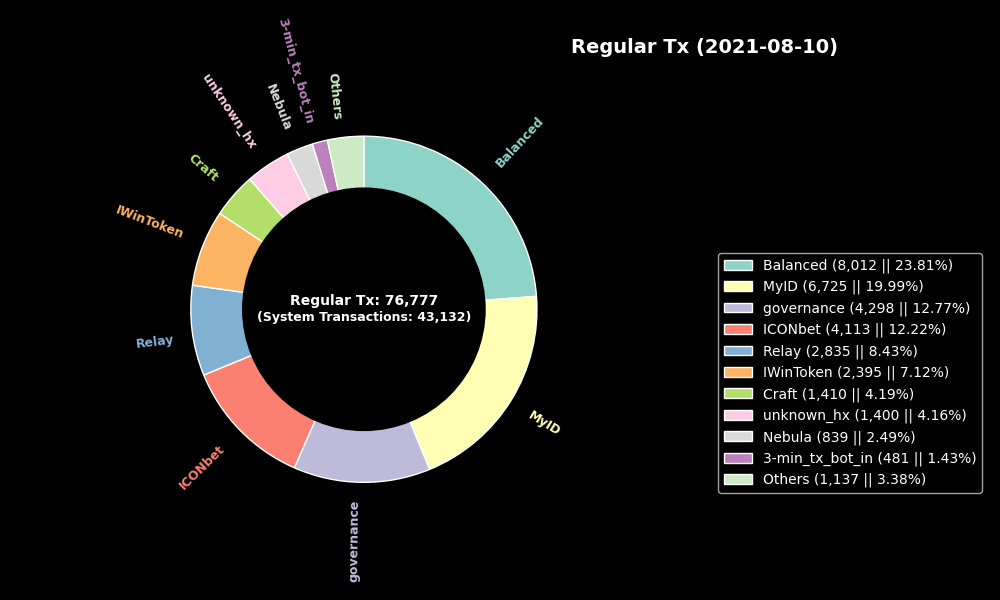 Regular Tx (2021-08-10)
3-min_tx_bot_in
Others
Nebula
unknown_hx
Balanced
Craft
IWinToken
Relay
MyID
ICONbet
governance
Regular Tx: 76,777
(System Transactions: 43,132)
Balanced (8,012 || 23.81%)
MyID (6,725 || 19.99%)
governance (4,298 || 12.77%)
ICONbet (4,113 || 12.22%)
Relay (2,835 || 8.43%)
IWinToken (2,395 || 7.12%)
Craft (1,410 || 4.19%)
unknown_hx (1,400 || 4.16%)
Nebula (839 || 2.49%)
3-min_tx_bot_in (481 || 1.43%)
Others (1,137 || 3.38%)